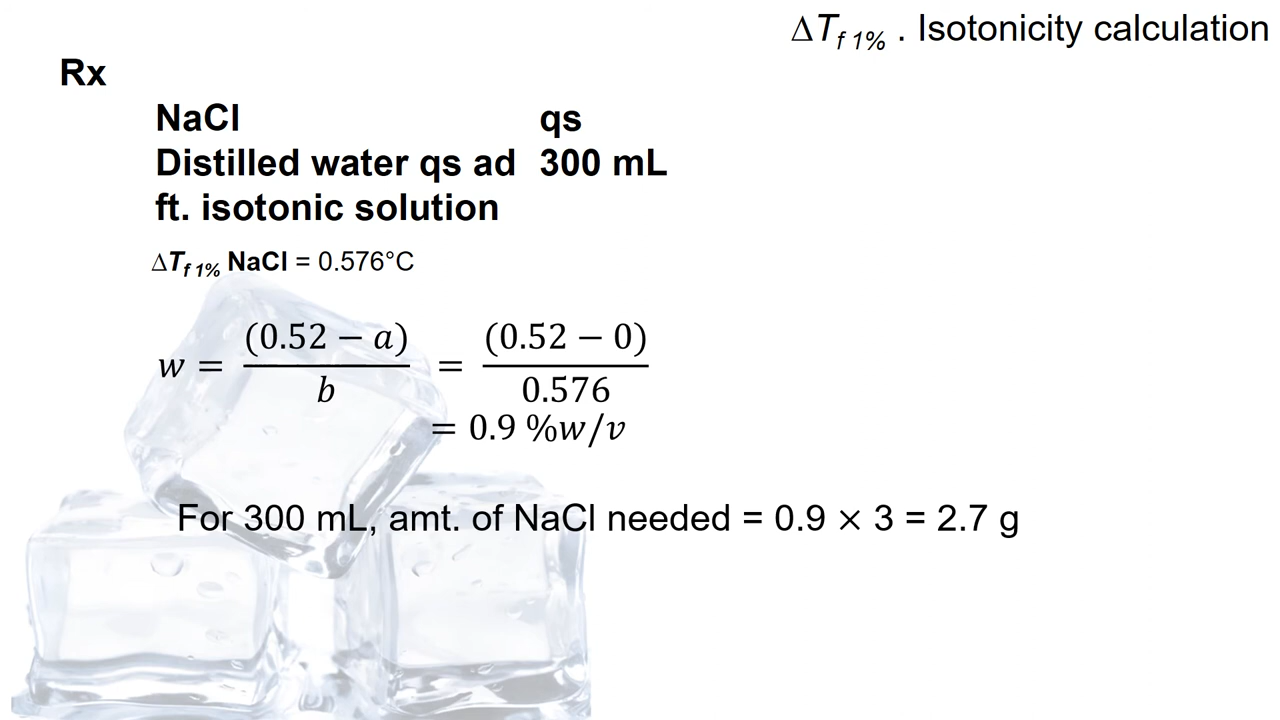 ΔTf 1% . Isotonicity calculation
Rx
NaCl qs
Distilled water qs ad 300 mL
ft. isotonic solution
ΔTf 1% NaCl = 0.576°C
w = (0.52 − a) / b = (0.52 − 0) / 0.576
= 0.9 %w/v
For 300 mL, amt. of NaCl needed = 0.9 × 3 = 2.7 g